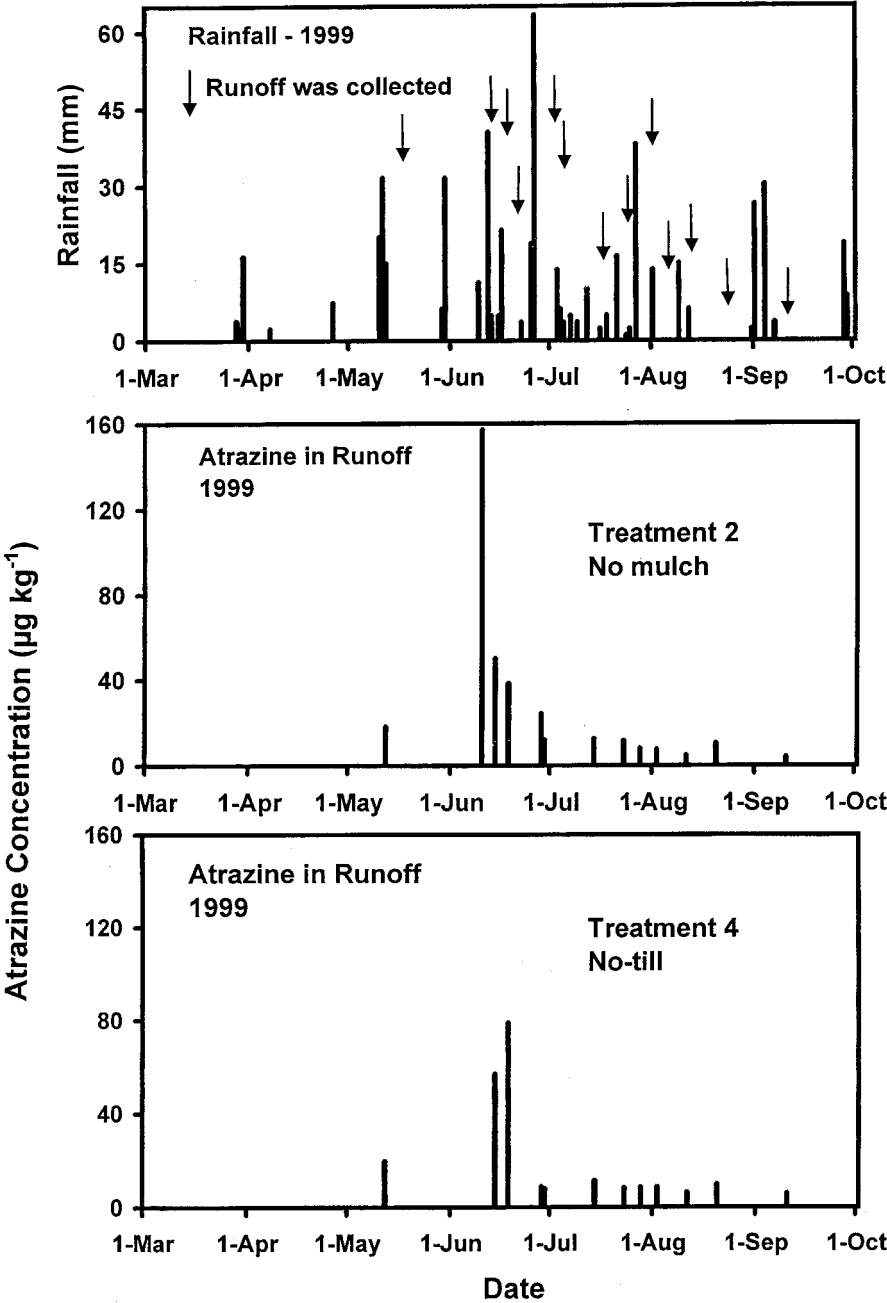 Rainfall - 1999
Runoff was collected
Rainfall (mm)
60
45
30
15
0
1-Mar 1-Apr 1-May 1-Jun 1-Jul 1-Aug 1-Sep 1-Oct
Atrazine Concentration (µg kg⁻¹)
160
120
80
40
0
Atrazine in Runoff
1999
Treatment 2
No mulch
1-Mar 1-Apr 1-May 1-Jun 1-Jul 1-Aug 1-Sep 1-Oct
160
120
80
40
0
Atrazine in Runoff
1999
Treatment 4
No-till
1-Mar 1-Apr 1-May 1-Jun 1-Jul 1-Aug 1-Sep 1-Oct
Date